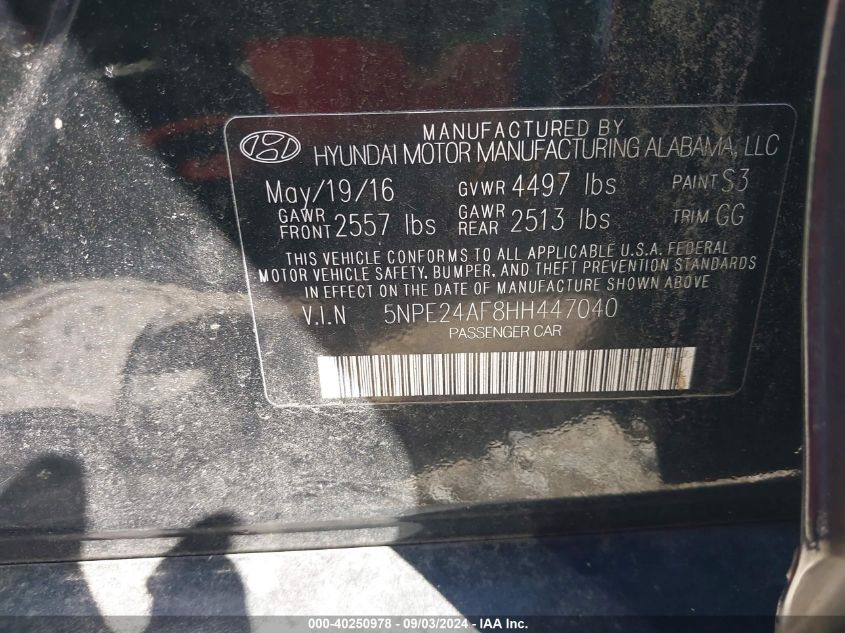 MANUFACTURED BY
HYUNDAI MOTOR MANUFACTURING ALABAMA, LLC
May/19/16 GVWR 4497 lbs PAINT S3
GAWR FRONT 2557 lbs GAWR REAR 2513 lbs TRIM GG
THIS VEHICLE CONFORMS TO ALL APPLICABLE U.S.A. FEDERAL
MOTOR VEHICLE SAFETY, BUMPER, AND THEFT PREVENTION STANDARDS
IN EFFECT ON THE DATE OF MANUFACTURE SHOWN ABOVE
V.I.N 5NPE24AF8HH447040
PASSENGER CAR
000-40250978 - 09/03/2024 - IAA Inc.